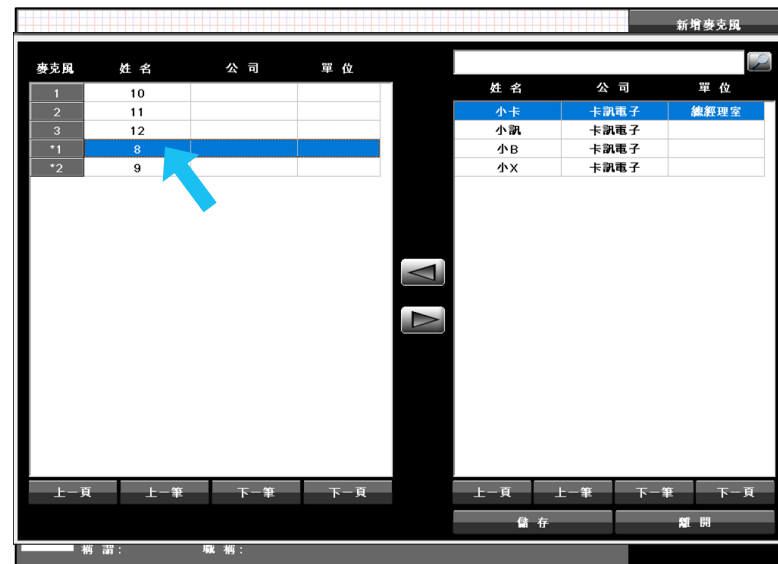 新增麥克風
麥克風 姓 名 公 司 單 位
1 10
2 11
3 12
*1 8
*2 9
姓 名 公 司 單 位
小卡 卡訊電子 總經理室
小訊 卡訊電子
小B 卡訊電子
小X 卡訊電子
上一頁 上一筆 下一筆 下一頁
上一頁 上一筆 下一筆 下一頁
儲 存 離 開
稱 謂 : 職 稱 :